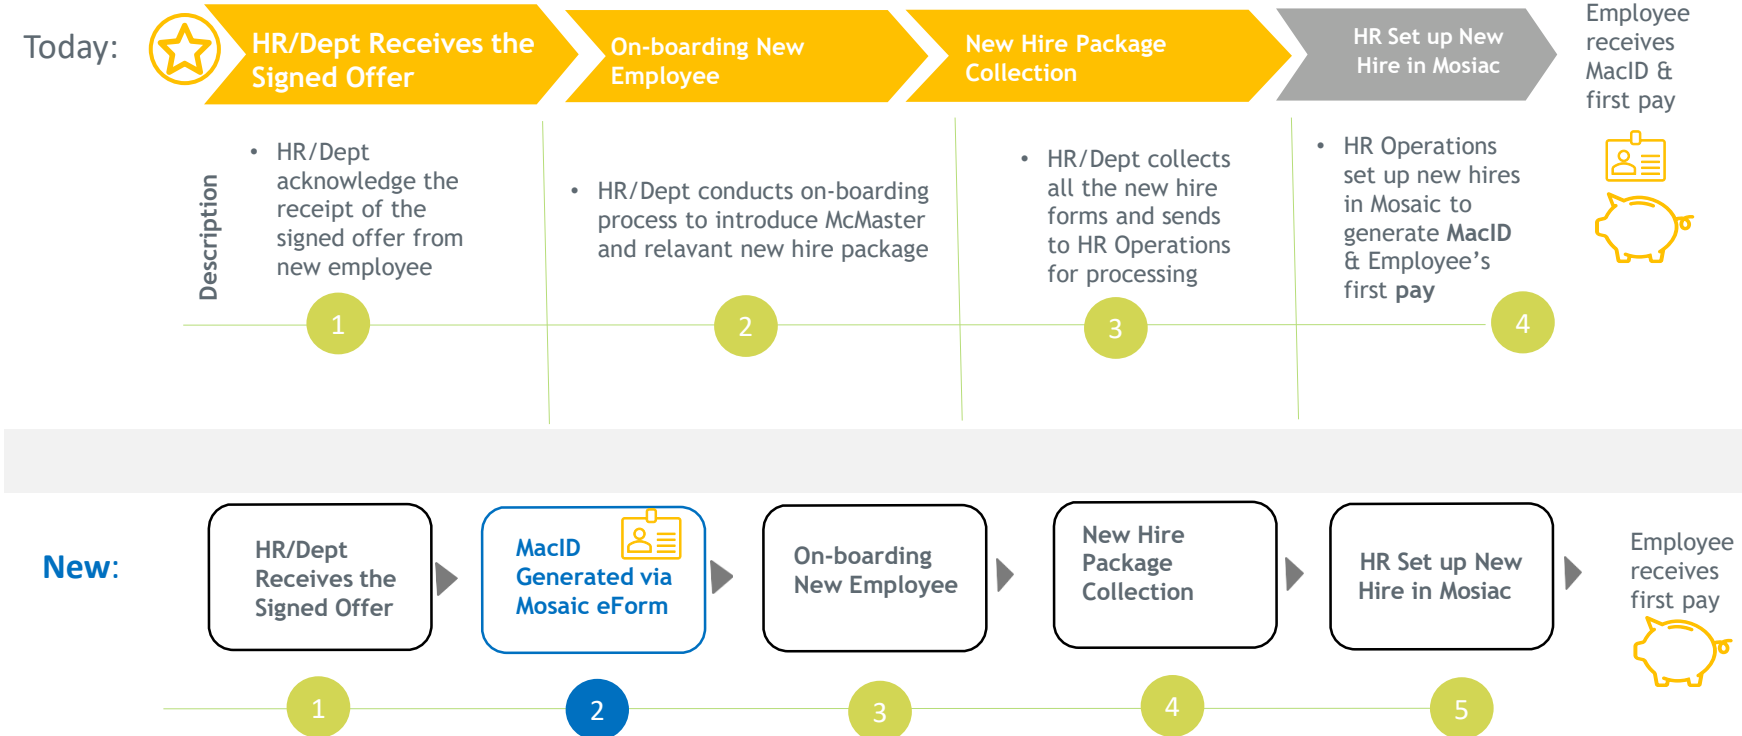 Today:
HR/Dept Receives the
Signed Offer
On-boarding New
Employee
New Hire Package
Collection
HR Set up New
Hire in Mosiac
Employee
receives
MacID &
first pay
Description
• HR/Dept
acknowledge the
receipt of the
signed offer from
new employee
• HR/Dept conducts on-boarding
process to introduce McMaster
and relavant new hire package
• HR/Dept collects
all the new hire
forms and sends
to HR Operations
for processing
• HR Operations
set up new hires
in Mosaic to
generate MacID
& Employee’s
first pay
1
2
3
4
New:
HR/Dept
Receives the
Signed Offer
MacID
Generated via
Mosaic eForm
On-boarding
New Employee
New Hire
Package
Collection
HR Set up New
Hire in Mosiac
Employee
receives
first pay
1
2
3
4
5